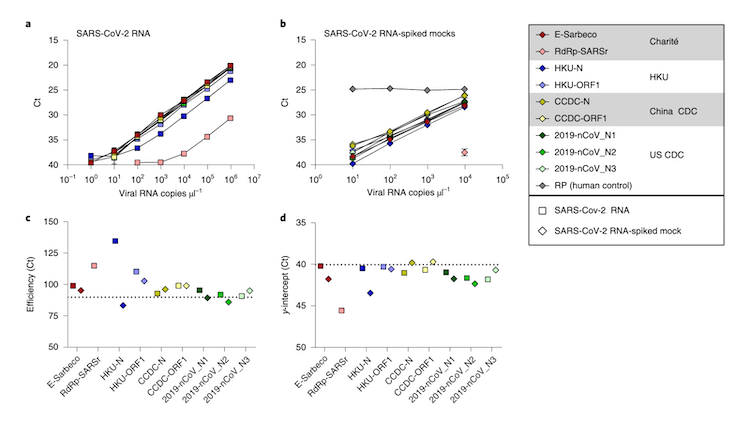 a
SARS-CoV-2 RNA
15
20
25
30
35
40
Ct
10⁻¹ 10⁰ 10¹ 10² 10³ 10⁴ 10⁵ 10⁶ 10⁷
Viral RNA copies µl⁻¹
b
SARS-CoV-2 RNA-spiked mocks
15
20
25
30
35
40
Ct
10⁰ 10¹ 10² 10³ 10⁴ 10⁵
Viral RNA copies µl⁻¹
E-Sarbeco
RdRp-SARSr
Charité
HKU-N
HKU-ORF1
HKU
CCDC-N
CCDC-ORF1
China CDC
2019-nCoV_N1
2019-nCoV_N2
2019-nCoV_N3
US CDC
RP (human control)
SARS-Cov-2 RNA
SARS-CoV-2 RNA-spiked mock
c
150
125
100
75
50
Efficiency (Ct)
E-Sarbeco
RdRp-SARSr
HKU-N
HKU-ORF1
CCDC-N
CCDC-ORF1
2019-nCoV_N1
2019-nCoV_N2
2019-nCoV_N3
d
35
40
45
50
y-intercept (Ct)
E-Sarbeco
RdRp-SARSr
HKU-N
HKU-ORF1
CCDC-N
CCDC-ORF1
2019-nCoV_N1
2019-nCoV_N2
2019-nCoV_N3